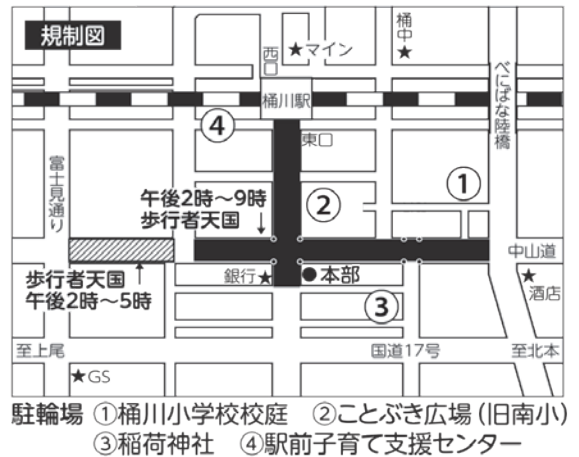 規制図
桶中
★
★マイン
西口
べにばな陸橋
桶川駅
④
東口
富士見通り
①
午後2時〜9時
歩行者天国
②
中山道
歩行者天国
午後2時〜5時
銀行★
●本部
★
酒店
③
至上尾
国道17号
至北本
★GS
駐輪場 ①桶川小学校校庭 ②ことぶき広場(旧南小)
③稲荷神社 ④駅前子育て支援センター